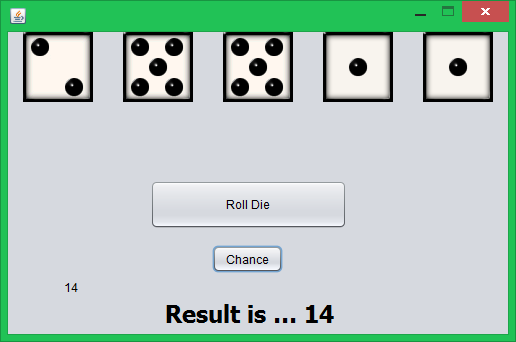 Roll Die
Chance
14
Result is ... 14